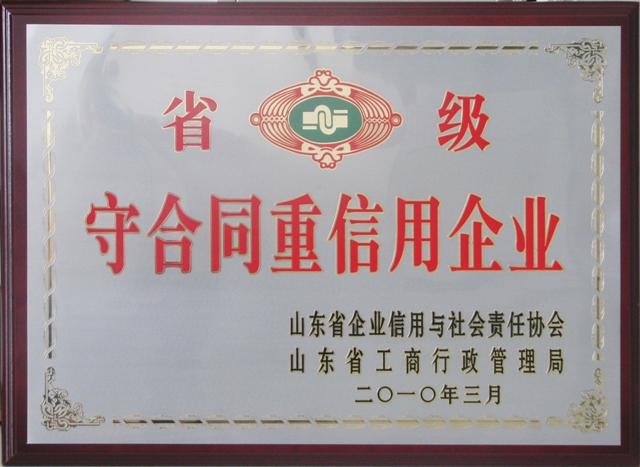 省 级
守合同重信用企业
山东省企业信用与社会责任协会
山东省工商行政管理局
二〇一〇年三月